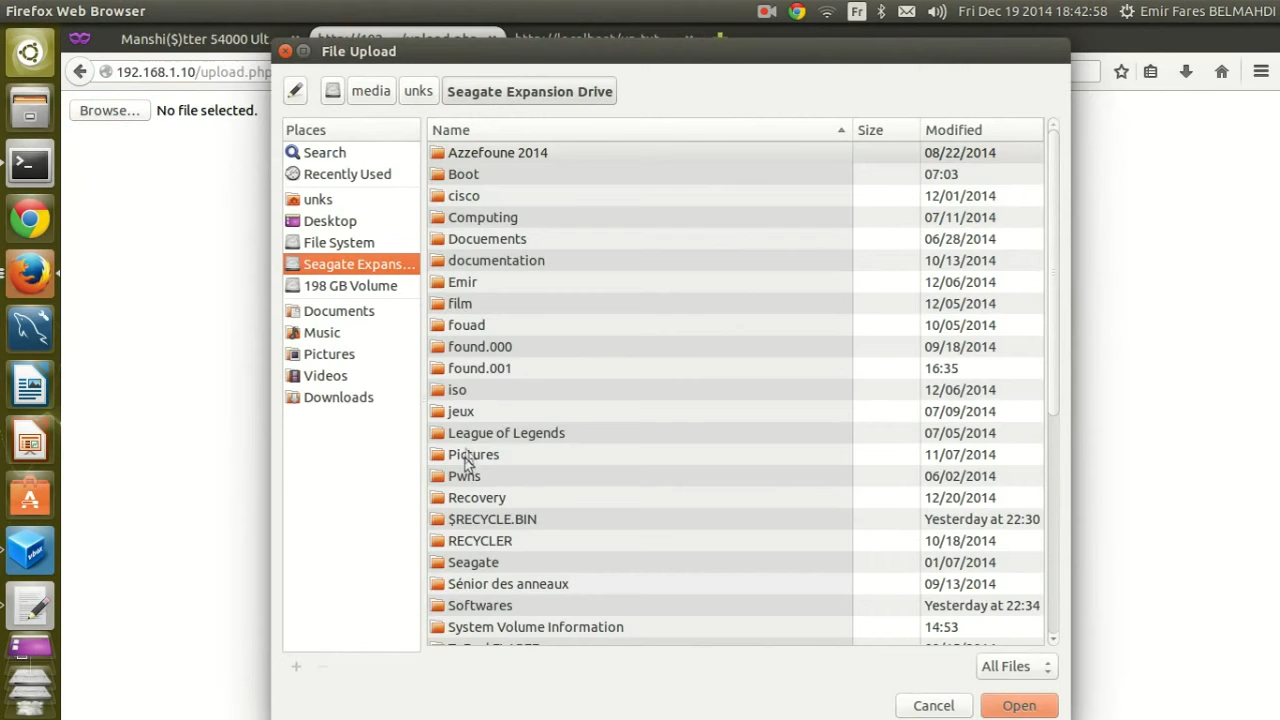 Firefox Web Browser
Fr
Fri Dec 19 2014 18:42:58
Emir Fares BELMAHDI
Manshi($)tter 54000 Ult
File Upload
192.168.1.10/upload.php
media
unks
Seagate Expansion Drive
Browse...
No file selected.
Places
Name
Size
Modified
Search
Recently Used
unks
Desktop
File System
Seagate Expans...
198 GB Volume
Documents
Music
Pictures
Videos
Downloads
Azzefoune 2014
08/22/2014
Boot
07:03
cisco
12/01/2014
Computing
07/11/2014
Docuements
06/28/2014
documentation
10/13/2014
Emir
12/06/2014
film
12/05/2014
fouad
10/05/2014
found.000
09/18/2014
found.001
16:35
iso
12/06/2014
jeux
07/09/2014
League of Legends
07/05/2014
Pictures
11/07/2014
Pwns
06/02/2014
Recovery
12/20/2014
$RECYCLE.BIN
Yesterday at 22:30
RECYCLER
10/18/2014
Seagate
01/07/2014
Sénior des anneaux
09/13/2014
Softwares
Yesterday at 22:34
System Volume Information
14:53
All Files
Cancel
Open